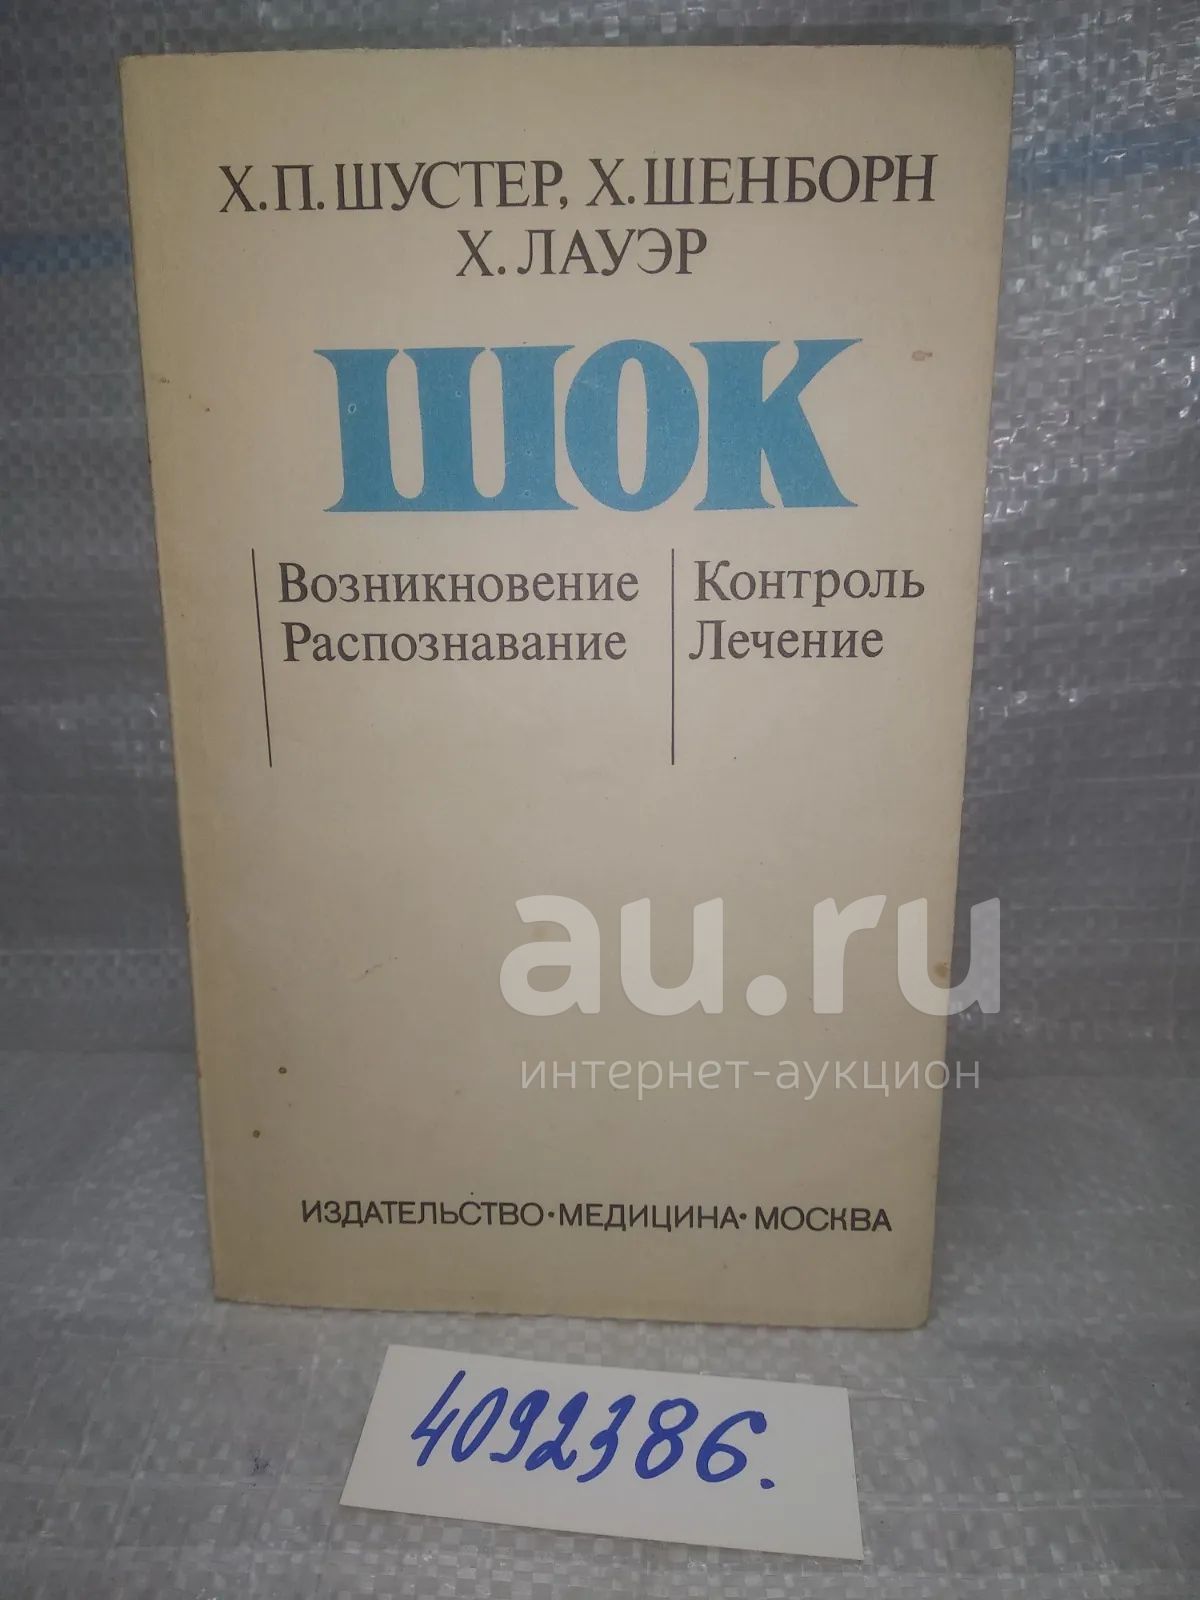 Х.П.ШУСТЕР, Х.ШЕНБОРН
Х.ЛАУЭР
ШОК
Возникновение
Распознавание
Контроль
Лечение
au.ru
интернет-аукцион
ИЗДАТЕЛЬСТВО•МЕДИЦИНА•МОСКВА
4092386.